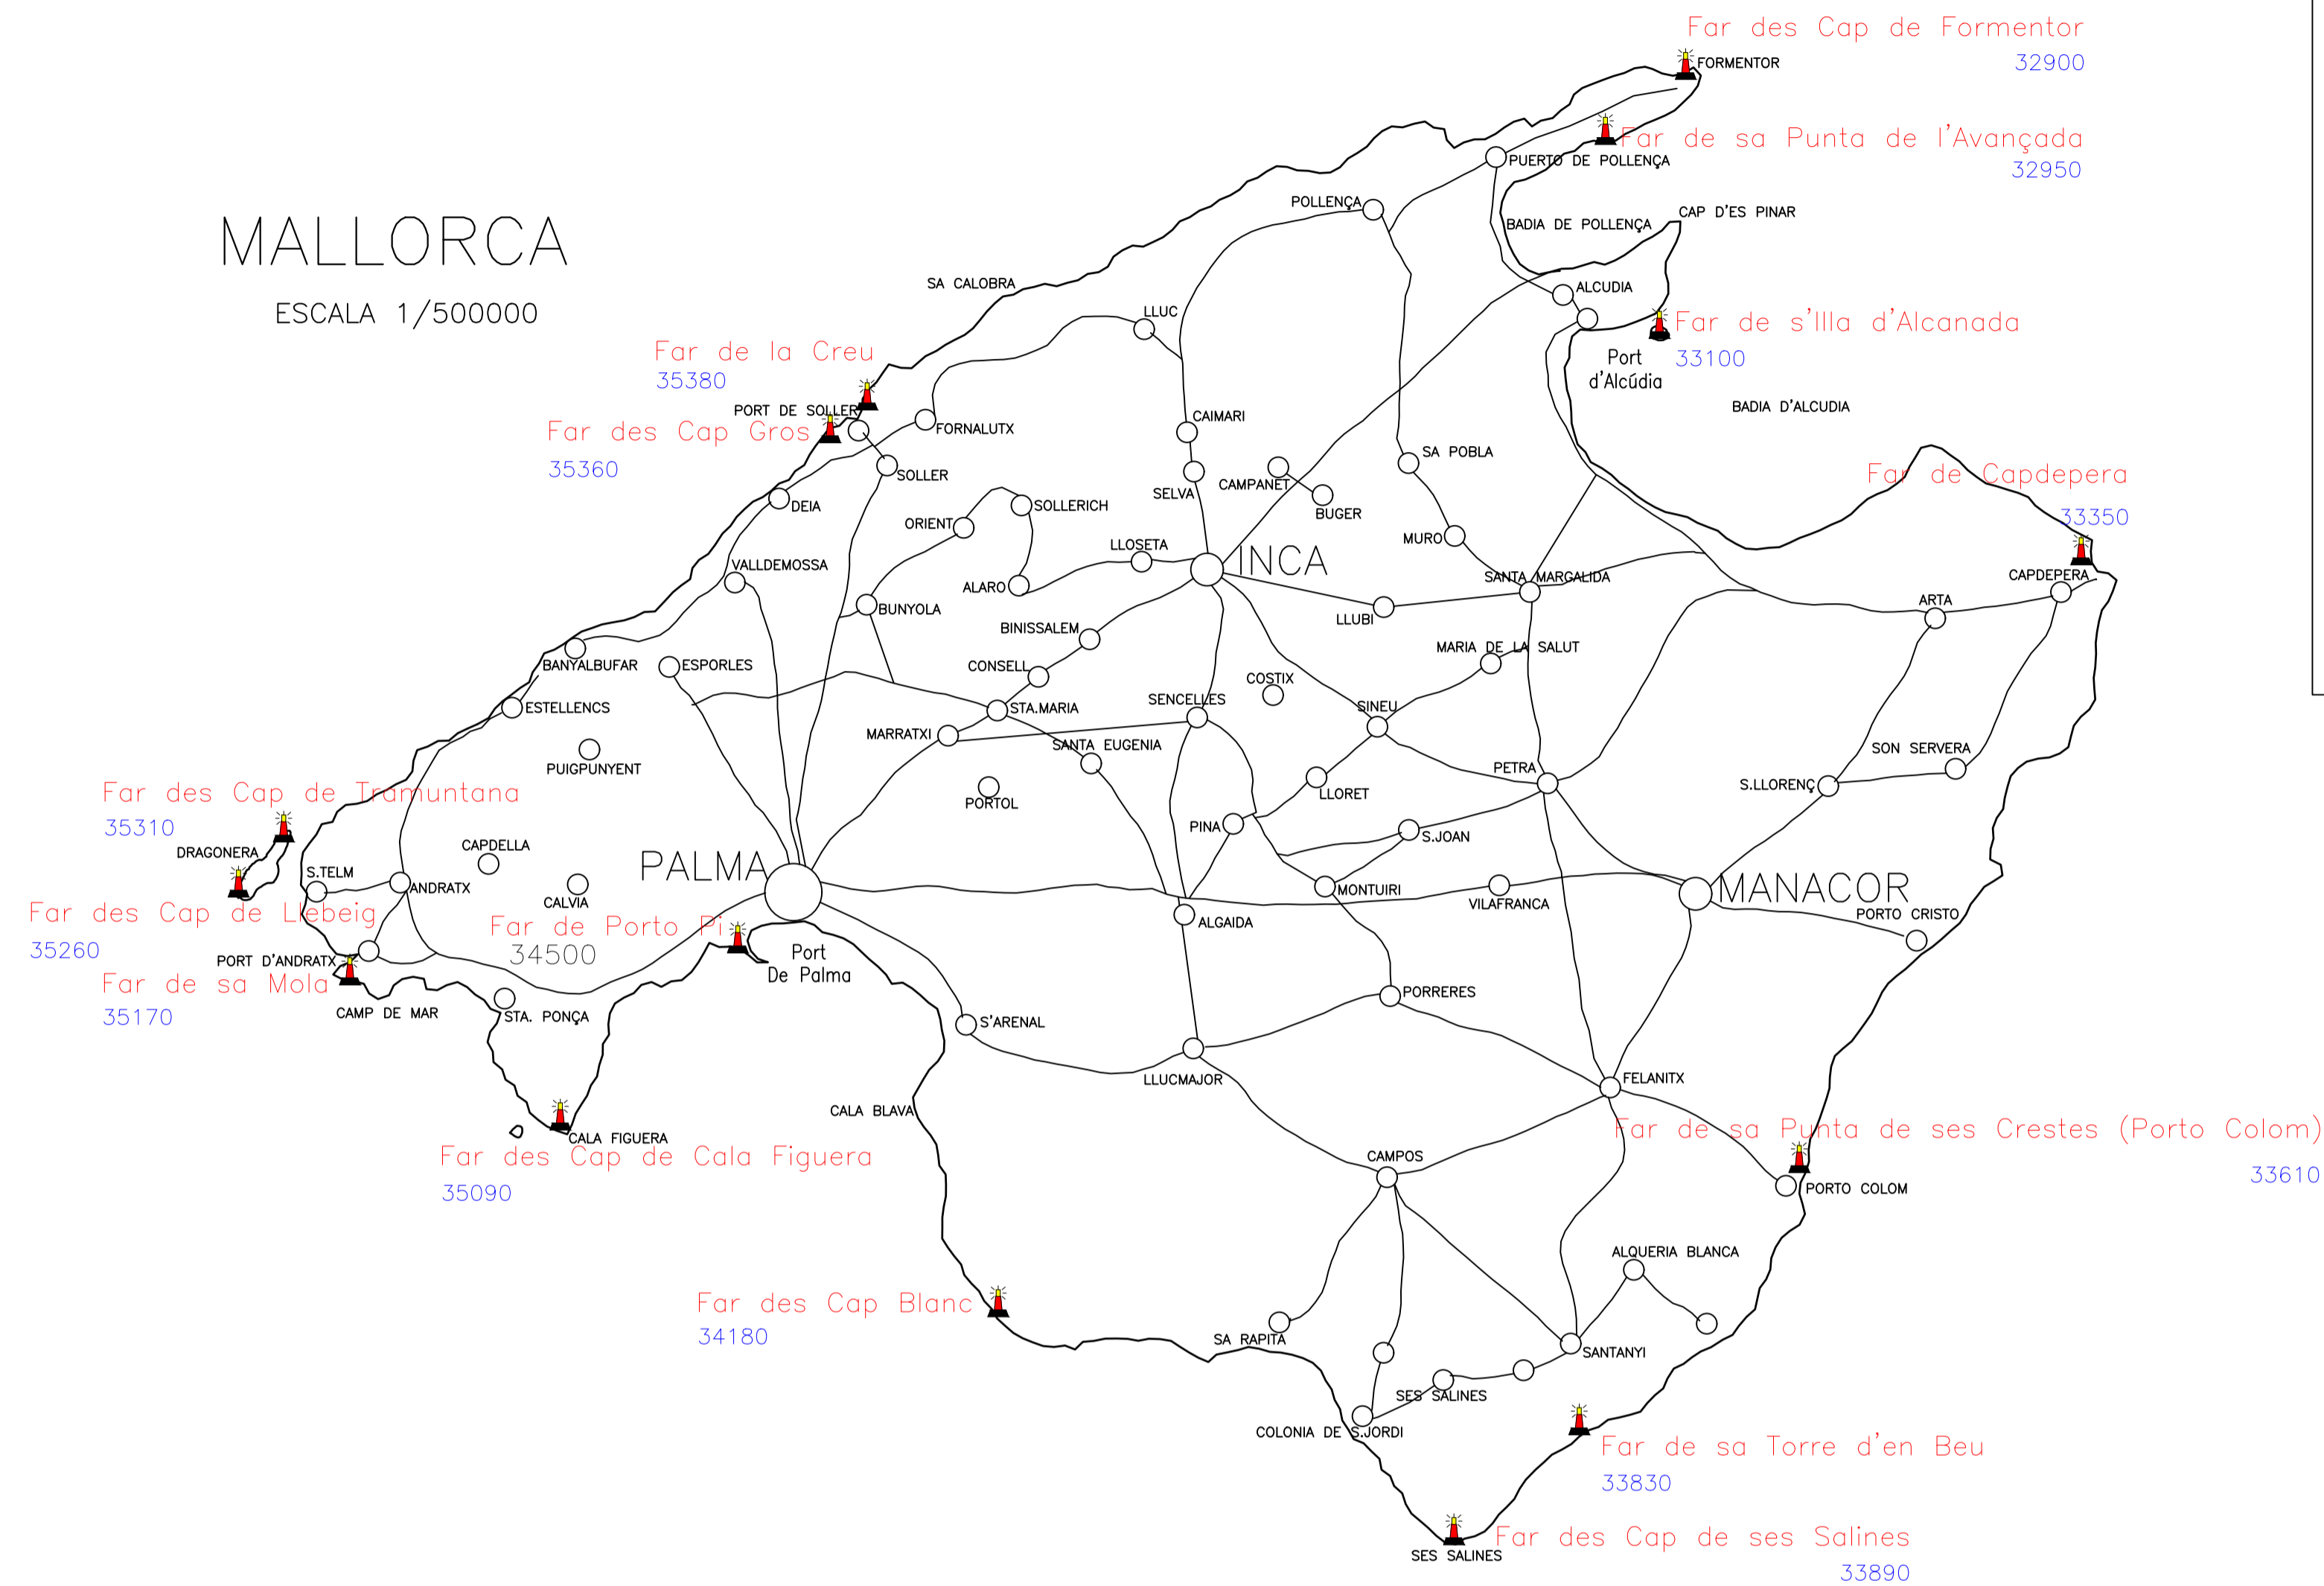 Far des Cap de Formentor
32900
FORMENTOR
Far de sa Punta de l'Avançada
32950
PUERTO DE POLLENÇA
POLLENÇA
BADIA DE POLLENÇA
CAP D'ES PINAR
MALLORCA
ESCALA 1/500000
SA CALOBRA
LLUC
ALCUDIA
Far de s'Illa d'Alcanada
33100
Port
d'Alcúdia
BADIA D'ALCUDIA
Far de la Creu
35380
PORT DE SOLLER
Far des Cap Gros
35360
FORNALUTX
CAIMARI
SOLLER
SELVA
CAMPANET
BUGER
SA POBLA
Far de Capdepera
33350
DEIA
ORIENT
SOLLERICH
LLOSETA
INCA
MURO
VALLDEMOSSA
ALARO
SANTA MARGALIDA
CAPDEPERA
BUNYOLA
LLUBI
ARTA
BINISSALEM
BANYALBUFAR
ESPORLES
CONSELL
COSTIX
MARIA DE LA SALUT
ESTELLENCS
STA.MARIA
SENCELLES
SINEU
MARRATXI
SANTA EUGENIA
SON SERVERA
PUIGPUNYENT
PETRA
S.LLORENÇ
Far des Cap de Tramuntana
35310
PORTOL
LLORET
PINA
S.JOAN
DRAGONERA
S.TELM
CAPDELLA
ANDRATX
CALVIA
PALMA
MONTUIRI
VILAFRANCA
MANACOR
PORTO CRISTO
Far des Cap de Llebeig
35260
Far de Porto Pi
34500
ALGAIDA
Port
De Palma
PORT D'ANDRATX
Far de sa Mola
35170
CAMP DE MAR
STA. PONÇA
S'ARENAL
PORRERES
LLUCMAJOR
FELANITX
CALA BLAVA
CALA FIGUERA
Far des Cap de Cala Figuera
35090
Far de sa Punta de ses Crestes (Porto Colom)
33610
CAMPOS
PORTO COLOM
ALQUERIA BLANCA
Far des Cap Blanc
34180
SA RAPITA
SANTANYI
SES SALINES
COLONIA DE S.JORDI
Far de sa Torre d'en Beu
33830
Far des Cap de ses Salines
33890
SES SALINES